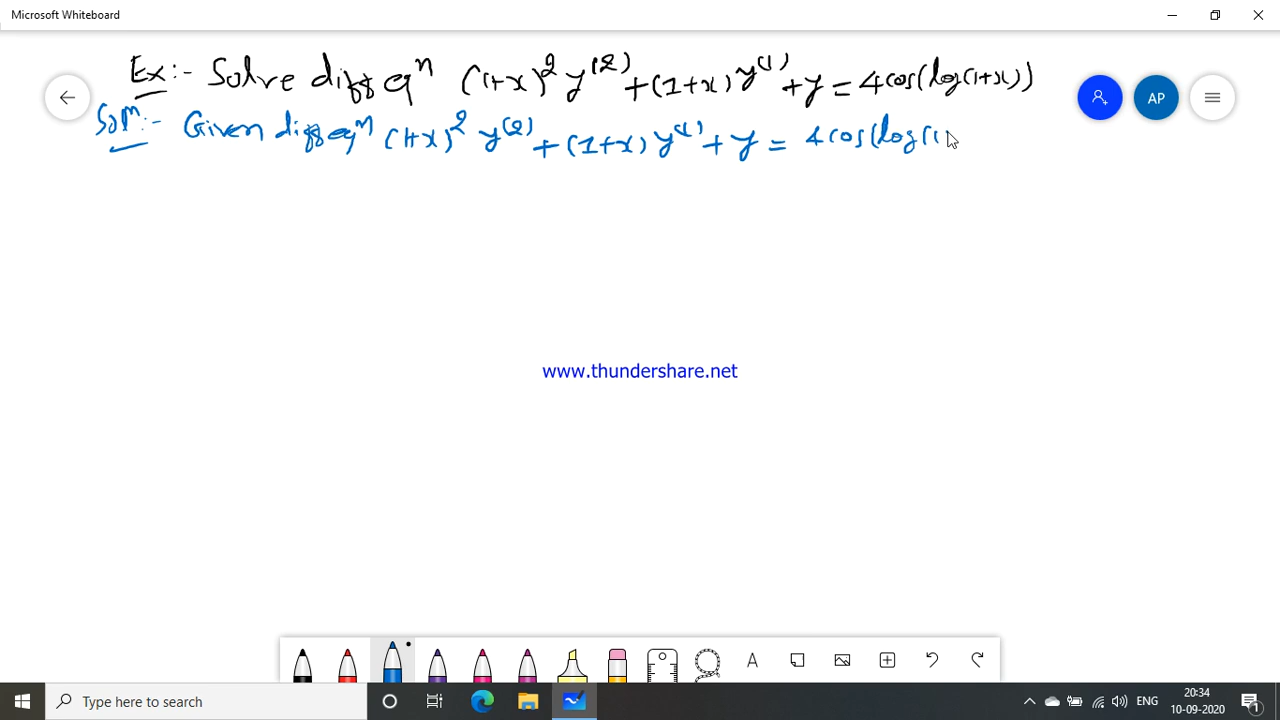 Microsoft Whiteboard
Ex:- Solve diff eqⁿ (1+x)² y⁽²⁾ + (1+x) y⁽¹⁾ + y = 4cos(log(1+x))
AP
Solⁿ:- Given diff eqⁿ (1+x)² y⁽²⁾ + (1+x) y⁽¹⁾ + y = 4cos(log(1
www.thundershare.net
A
Type here to search
ENG
20:34
10-09-2020
1